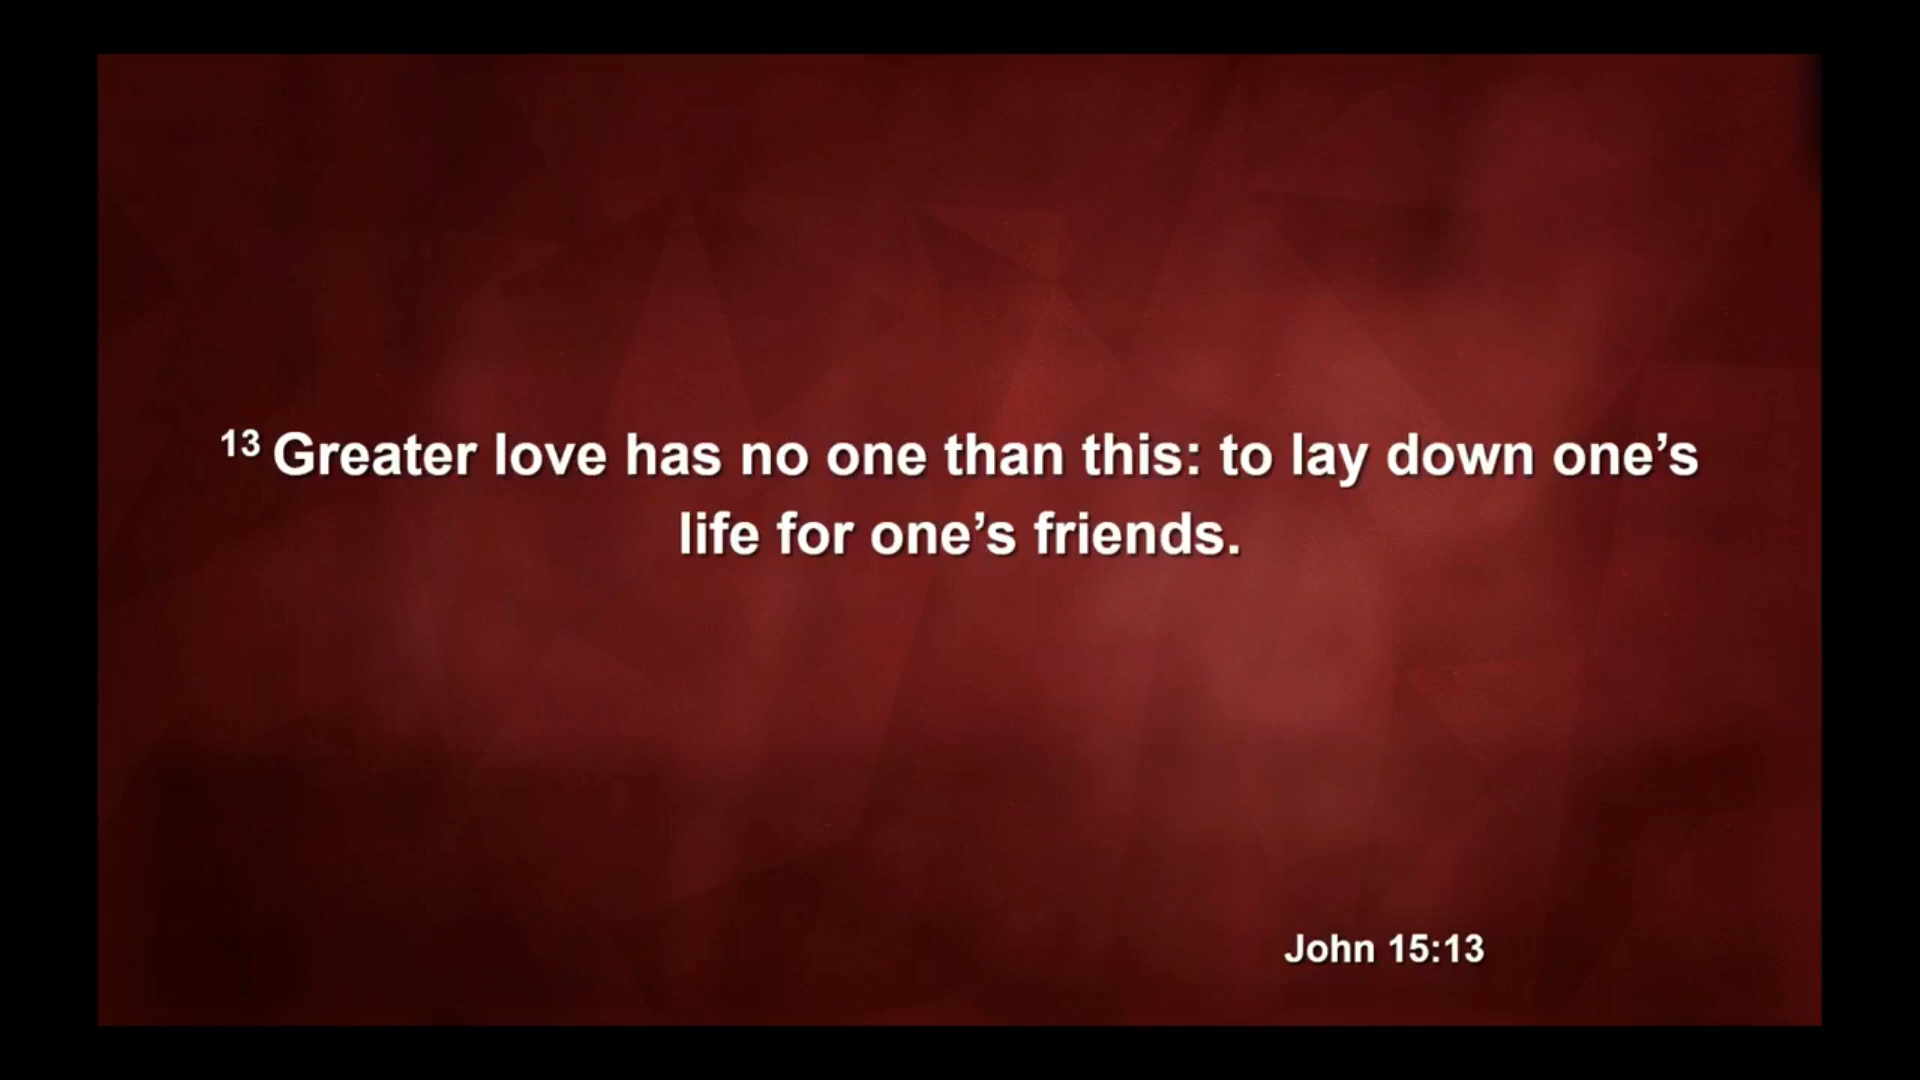 13 Greater love has no one than this: to lay down one’s
life for one’s friends.
John 15:13